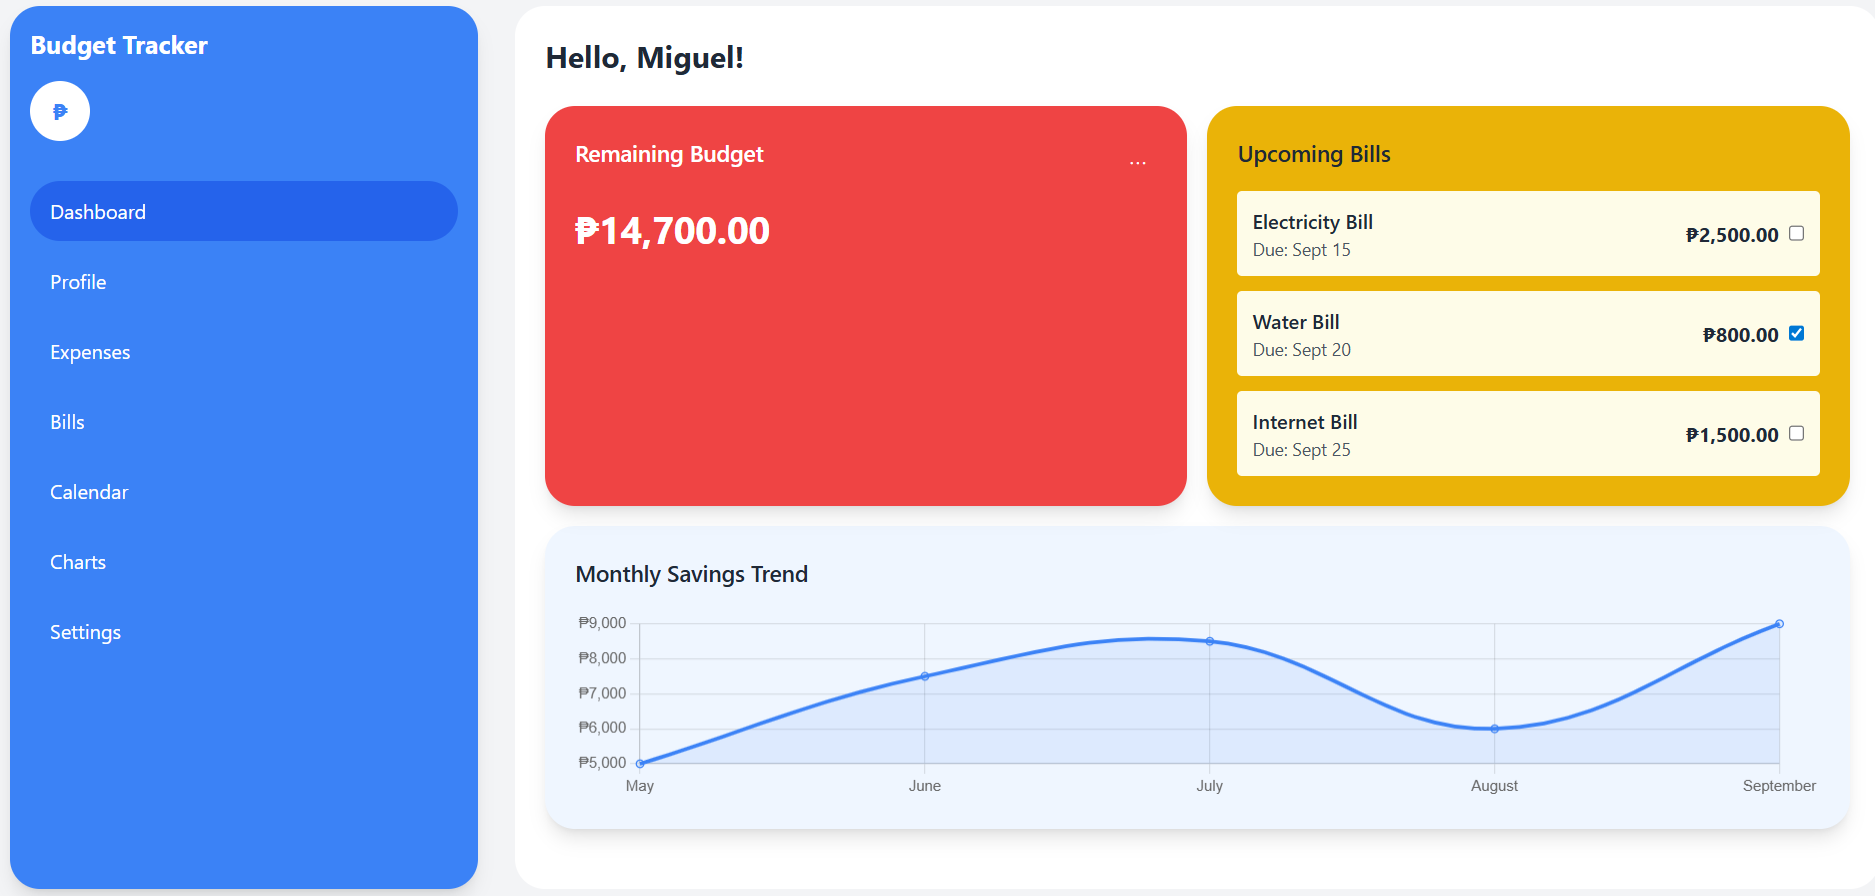 Budget Tracker
₱
Dashboard
Profile
Expenses
Bills
Calendar
Charts
Settings
Hello, Miguel!
Remaining Budget ...
₱14,700.00
Upcoming Bills
Electricity Bill
Due: Sept 15
₱2,500.00
Water Bill
Due: Sept 20
₱800.00
Internet Bill
Due: Sept 25
₱1,500.00
Monthly Savings Trend
₱9,000
₱8,000
₱7,000
₱6,000
₱5,000
May June July August September